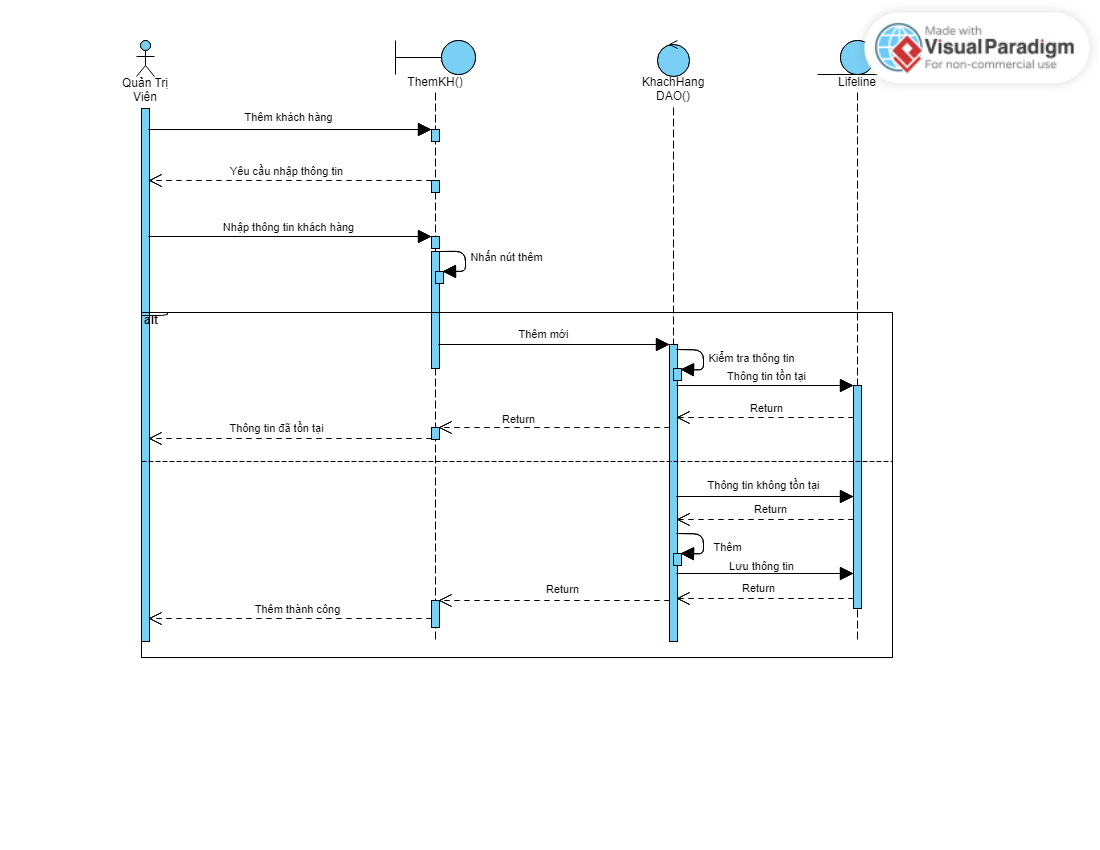 Made with
Visual Paradigm
For non-commercial use
Quản Trị
Viên
ThemKH()
KhachHang
DAO()
Lifeline
Thêm khách hàng
Yêu cầu nhập thông tin
Nhập thông tin khách hàng
Nhấn nút thêm
alt
Thêm mới
Kiểm tra thông tin
Thông tin tồn tại
Return
Return
Thông tin đã tồn tại
Thông tin không tồn tại
Return
Thêm
Lưu thông tin
Return
Return
Thêm thành công